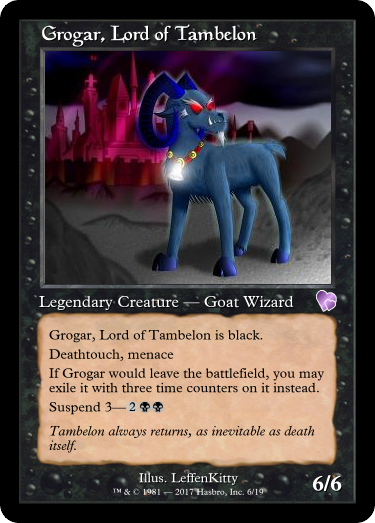 Grogar, Lord of Tambelon
Legendary Creature — Goat Wizard
Grogar, Lord of Tambelon is black.
Deathtouch, menace
If Grogar would leave the battlefield, you may
exile it with three time counters on it instead.
Suspend 3—2
Tambelon always returns, as inevitable as death
itself.
Illus. LeffenKitty
™ & © 1981 — 2017 Hasbro, Inc. 6/19
6/6